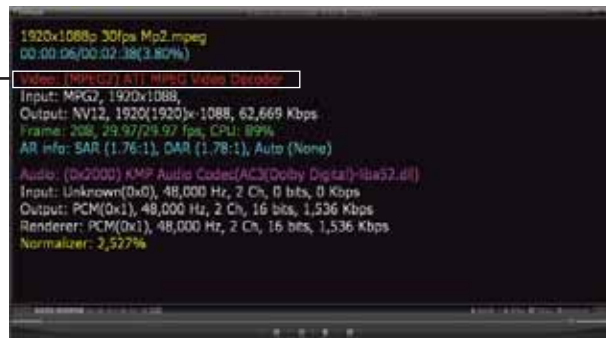 1920x1088p 30fps Mp2.mpeg
00:00:06/00:02:38(3.80%)
Video: (MPEG2) ATI MPEG Video Decoder
Input: MPG2, 1920x1088,
Output: NV12, 1920(1920)x-1088, 62,669 Kbps
Frame: 208, 29.97/29.97 fps, CPU: 89%
AR info: SAR (1.76:1), DAR (1.78:1), Auto (None)
Audio: (0x2000) KMP Audio Codec(AC3(Dolby Digital)-liba52.dll)
Input: Unknown(0x0), 48,000 Hz, 2 Ch, 0 bits, 0 Kbps
Output: PCM(0x1), 48,000 Hz, 2 Ch, 16 bits, 1,536 Kbps
Renderer: PCM(0x1), 48,000 Hz, 2 Ch, 16 bits, 1,536 Kbps
Normalizer: 2,527%